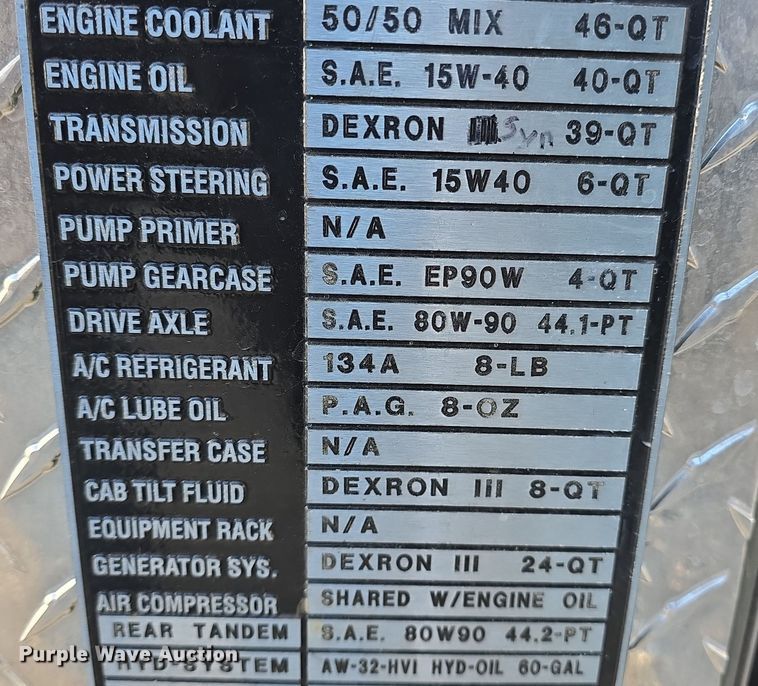 ENGINE COOLANT 50/50 MIX 46-QT
ENGINE OIL S.A.E. 15W-40 40-QT
TRANSMISSION DEXRON III Syn 39-QT
POWER STEERING S.A.E. 15W40 6-QT
PUMP PRIMER N/A
PUMP GEARCASE S.A.E. EP90W 4-QT
DRIVE AXLE S.A.E. 80W-90 44.1-PT
A/C REFRIGERANT 134A 8-LB
A/C LUBE OIL P.A.G. 8-OZ
TRANSFER CASE N/A
CAB TILT FLUID DEXRON III 8-QT
EQUIPMENT RACK N/A
GENERATOR SYS. DEXRON III 24-QT
AIR COMPRESSOR SHARED W/ENGINE OIL
REAR TANDEM S.A.E. 80W90 44.2-PT
HYD-SYSTEM AW-32-HVI HYD-OIL 60-GAL
Purple Wave Auction